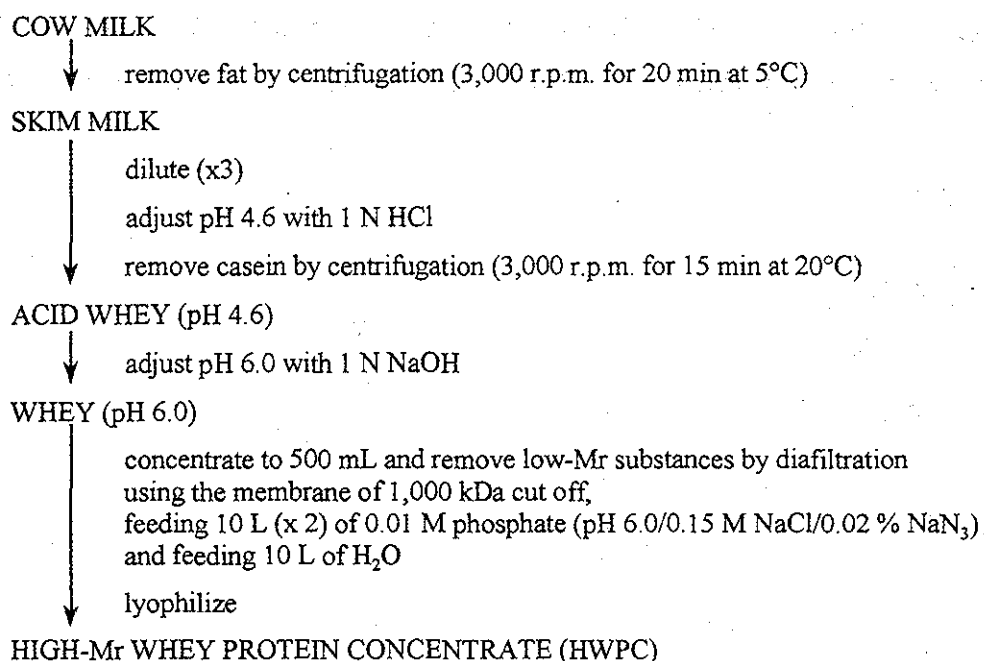 COW MILK
remove fat by centrifugation (3,000 r.p.m. for 20 min at 5°C)
SKIM MILK
dilute (x3)
adjust pH 4.6 with 1 N HCl
remove casein by centrifugation (3,000 r.p.m. for 15 min at 20°C)
ACID WHEY (pH 4.6)
adjust pH 6.0 with 1 N NaOH
WHEY (pH 6.0)
concentrate to 500 mL and remove low-Mr substances by diafiltration
using the membrane of 1,000 kDa cut off,
feeding 10 L (x 2) of 0.01 M phosphate (pH 6.0/0.15 M NaCl/0.02 % NaN₃)
and feeding 10 L of H₂O
lyophilize
HIGH-Mr WHEY PROTEIN CONCENTRATE (HWPC)